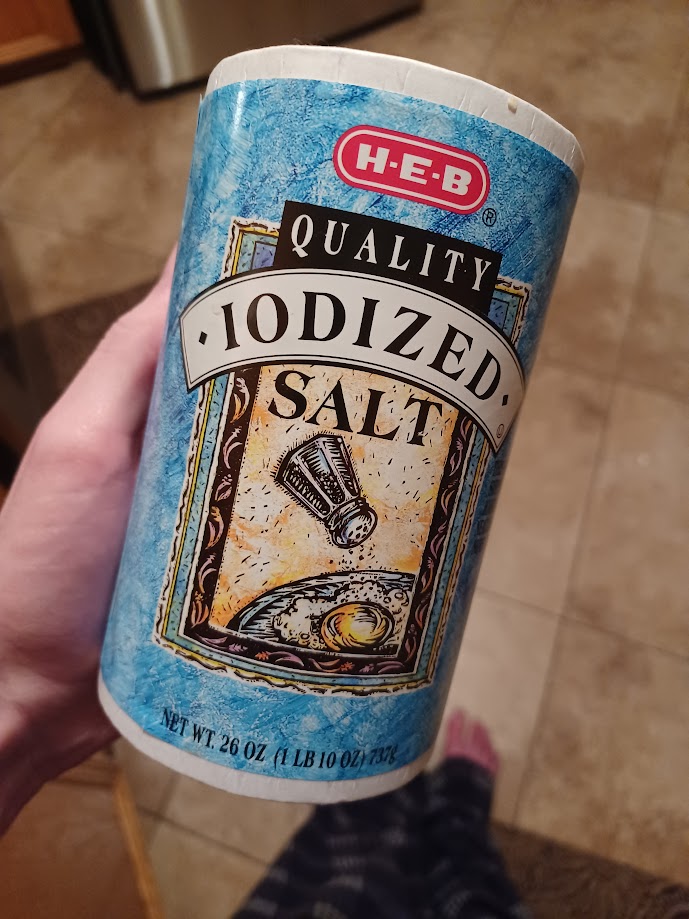 H-E-B
®
QUALITY
·IODIZED·
SALT
NET WT. 26 OZ (1 LB 10 OZ) 737g